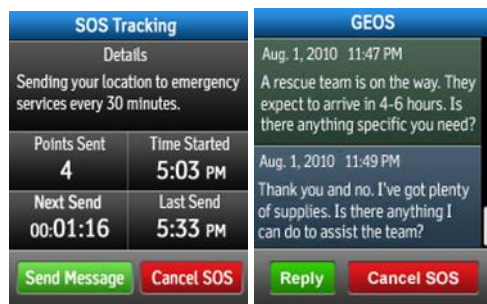 SOS Tracking
Details
Sending your location to emergency
services every 30 minutes.
Points Sent
4
Time Started
5:03 PM
Next Send
00:01:16
Last Send
5:33 PM
Send Message
Cancel SOS
GEOS
Aug. 1, 2010 11:47 PM
A rescue team is on the way. They
expect to arrive in 4-6 hours. Is
there anything specific you need?
Aug. 1, 2010 11:49 PM
Thank you and no. I've got plenty
of supplies. Is there anything I
can do to assist the team?
Reply
Cancel SOS